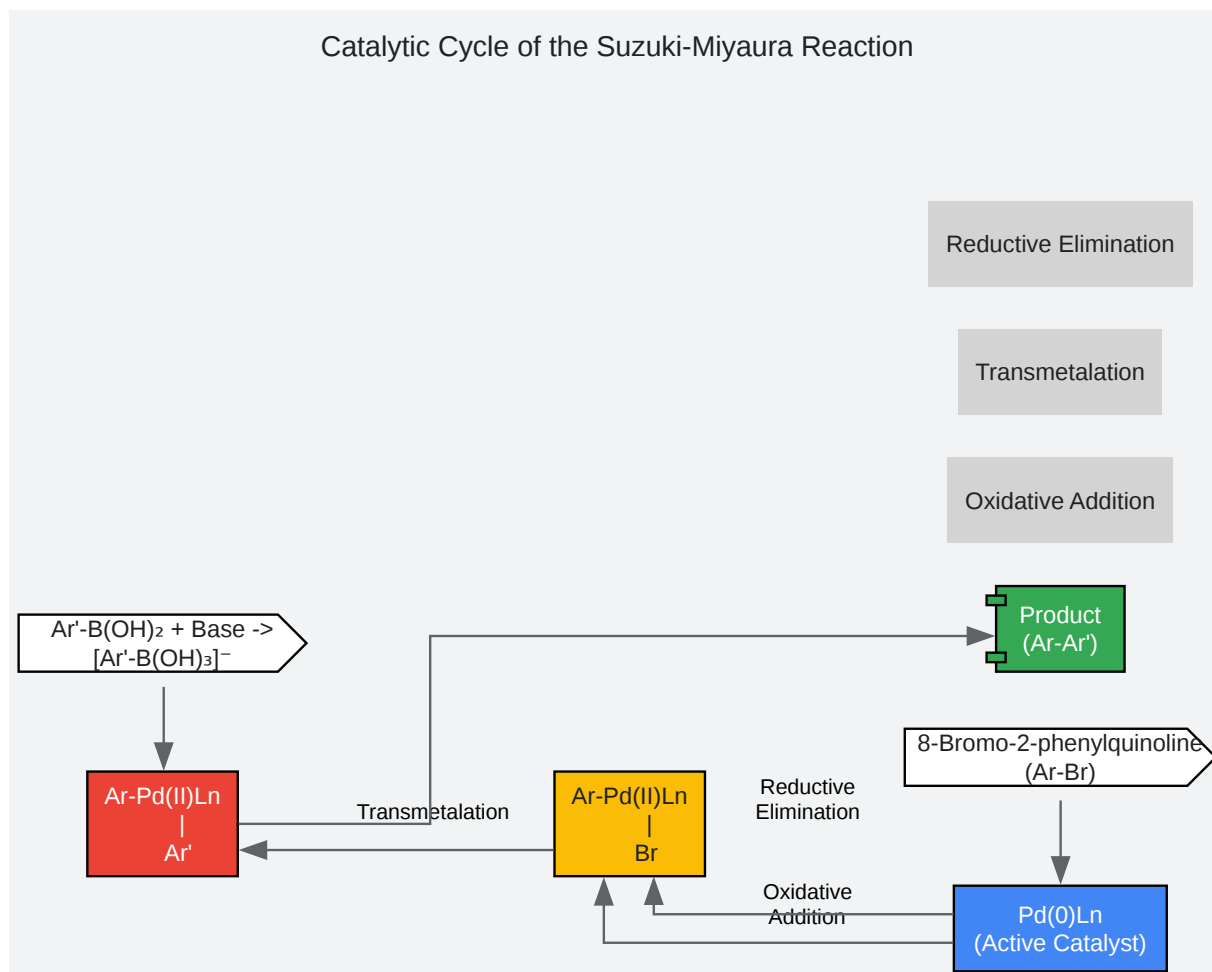 Catalytic Cycle of the Suzuki-Miyaura Reaction
Reductive Elimination
Transmetalation
Oxidative Addition
Product
(Ar-Ar')
Ar'-B(OH)₂ + Base ->
[Ar'-B(OH)₃]⁻
8-Bromo-2-phenylquinoline
(Ar-Br)
Ar-Pd(II)Ln
|
Ar'
Transmetalation
Ar-Pd(II)Ln
|
Br
Reductive
Elimination
Oxidative
Addition
Pd(0)Ln
(Active Catalyst)